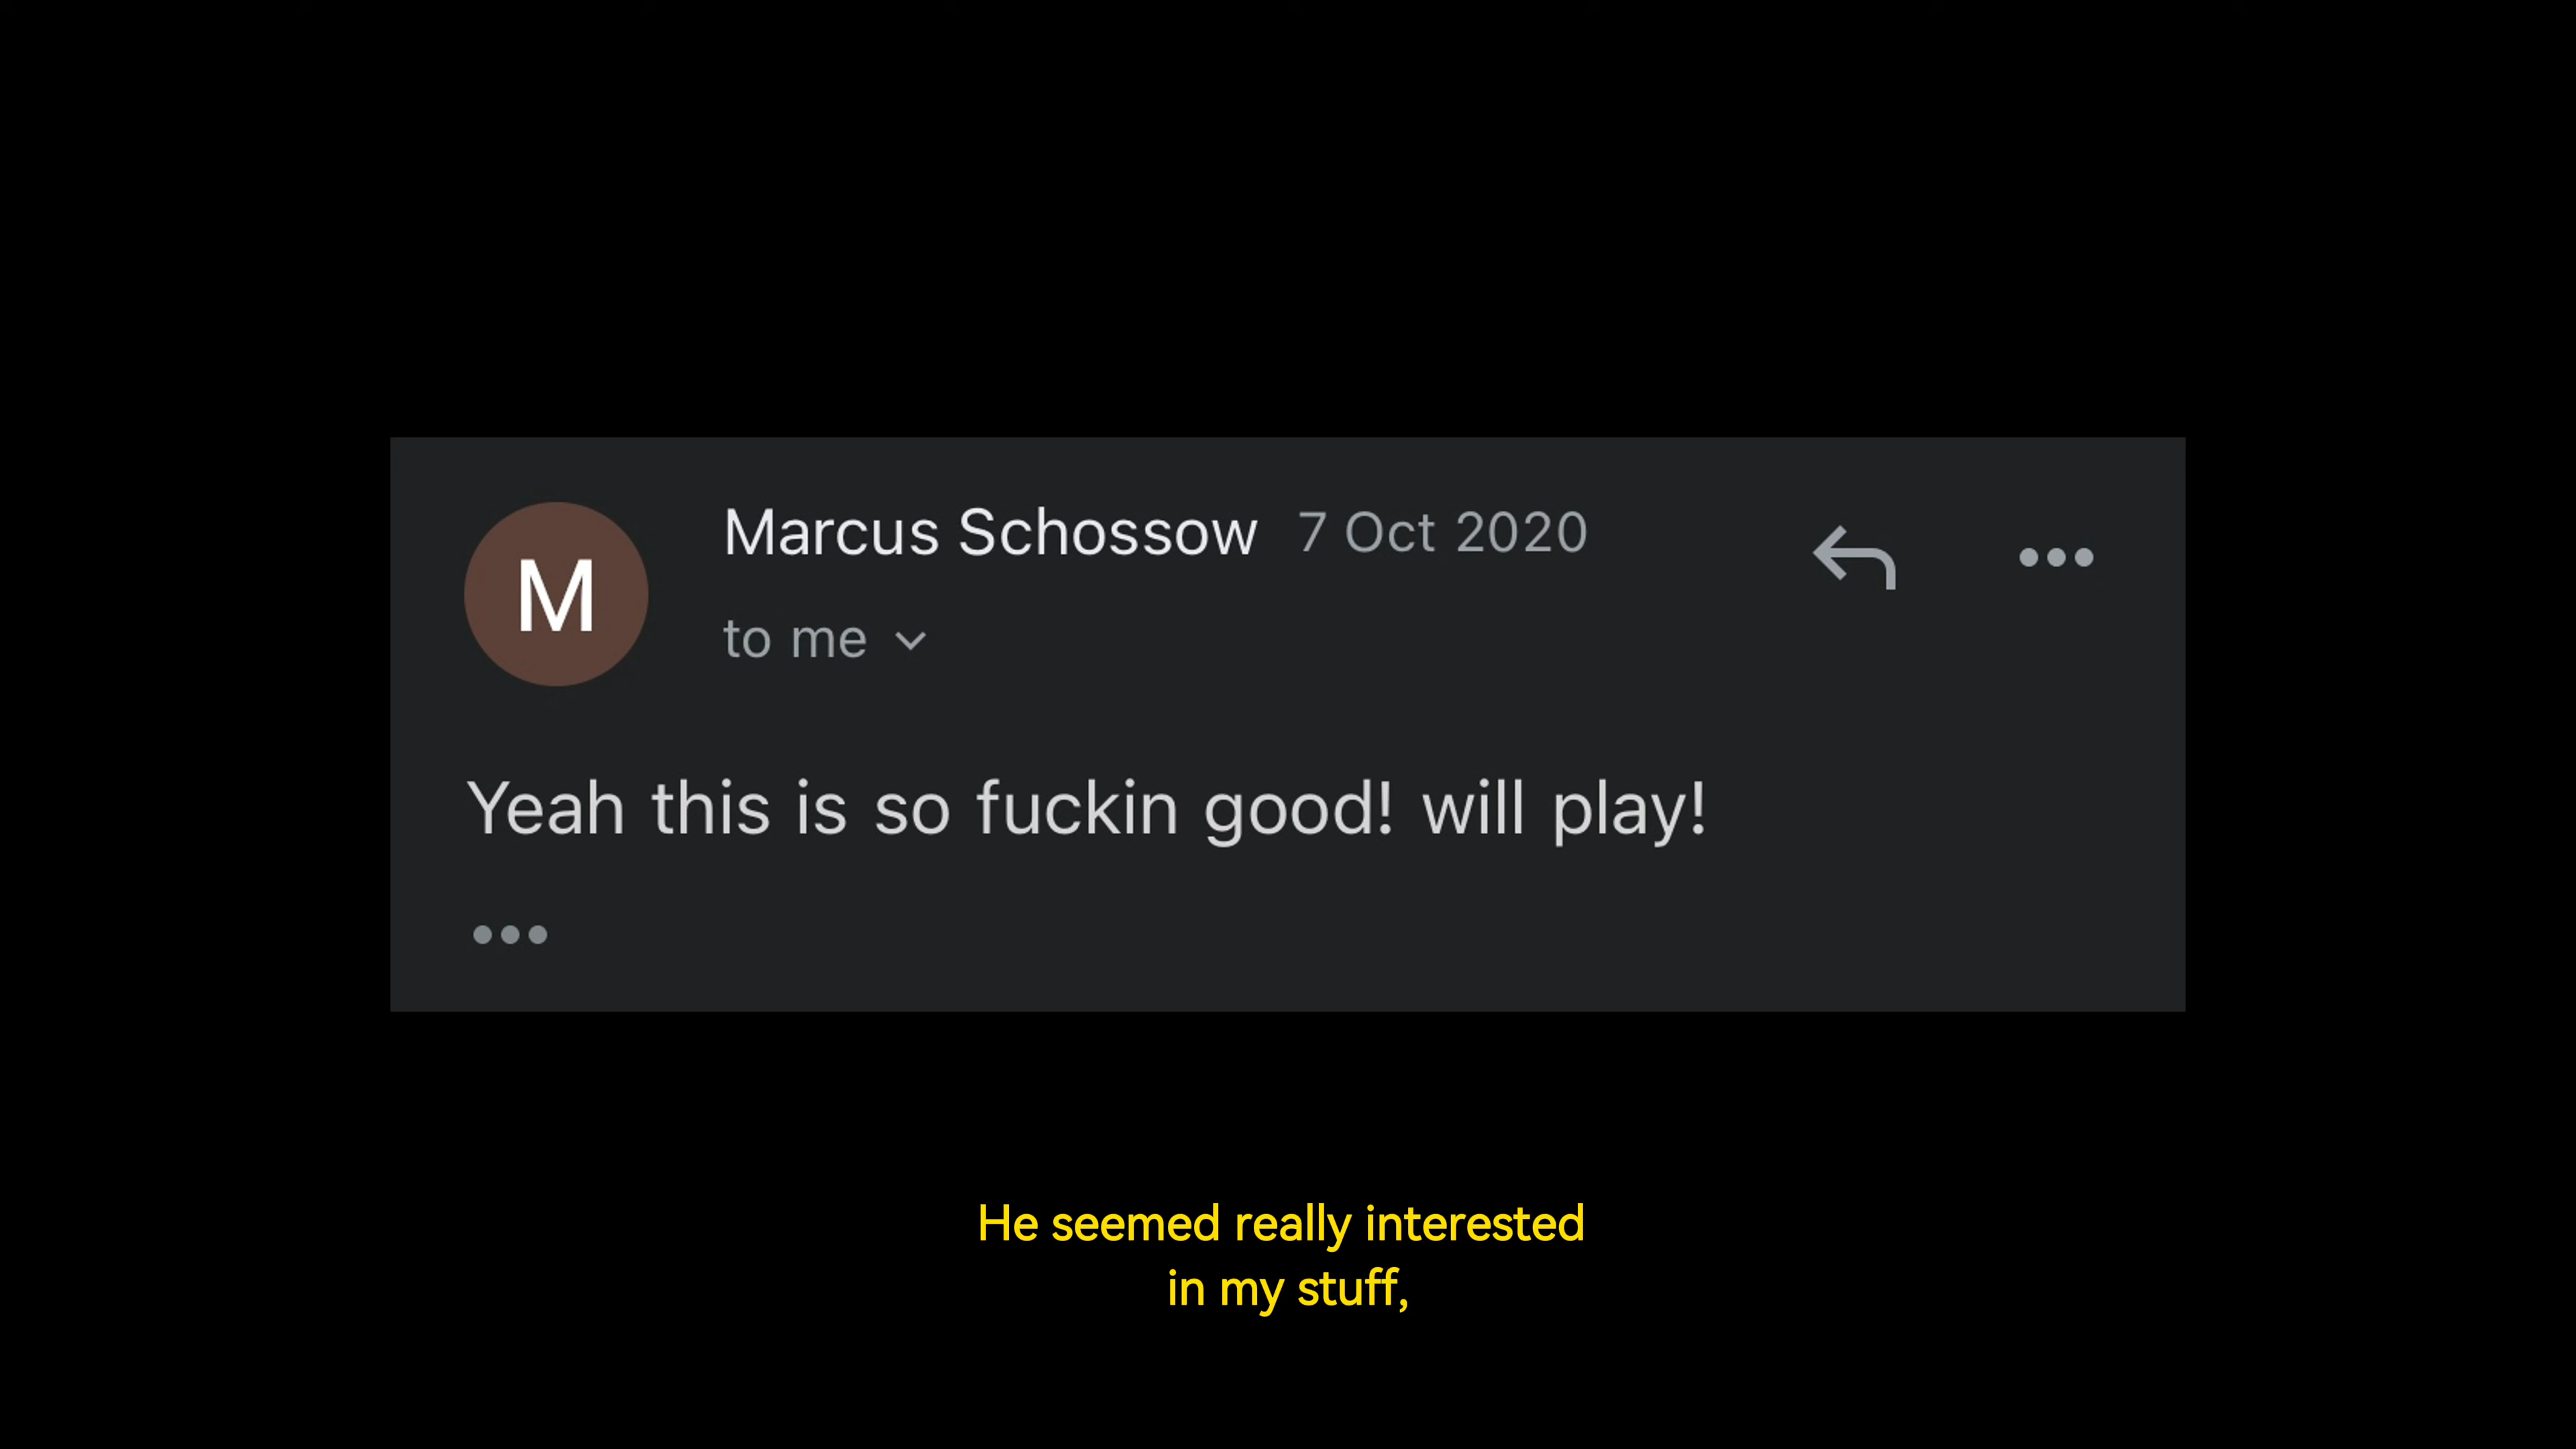 M
Marcus Schossow 7 Oct 2020
to me
Yeah this is so fuckin good! will play!
He seemed really interested
in my stuff,